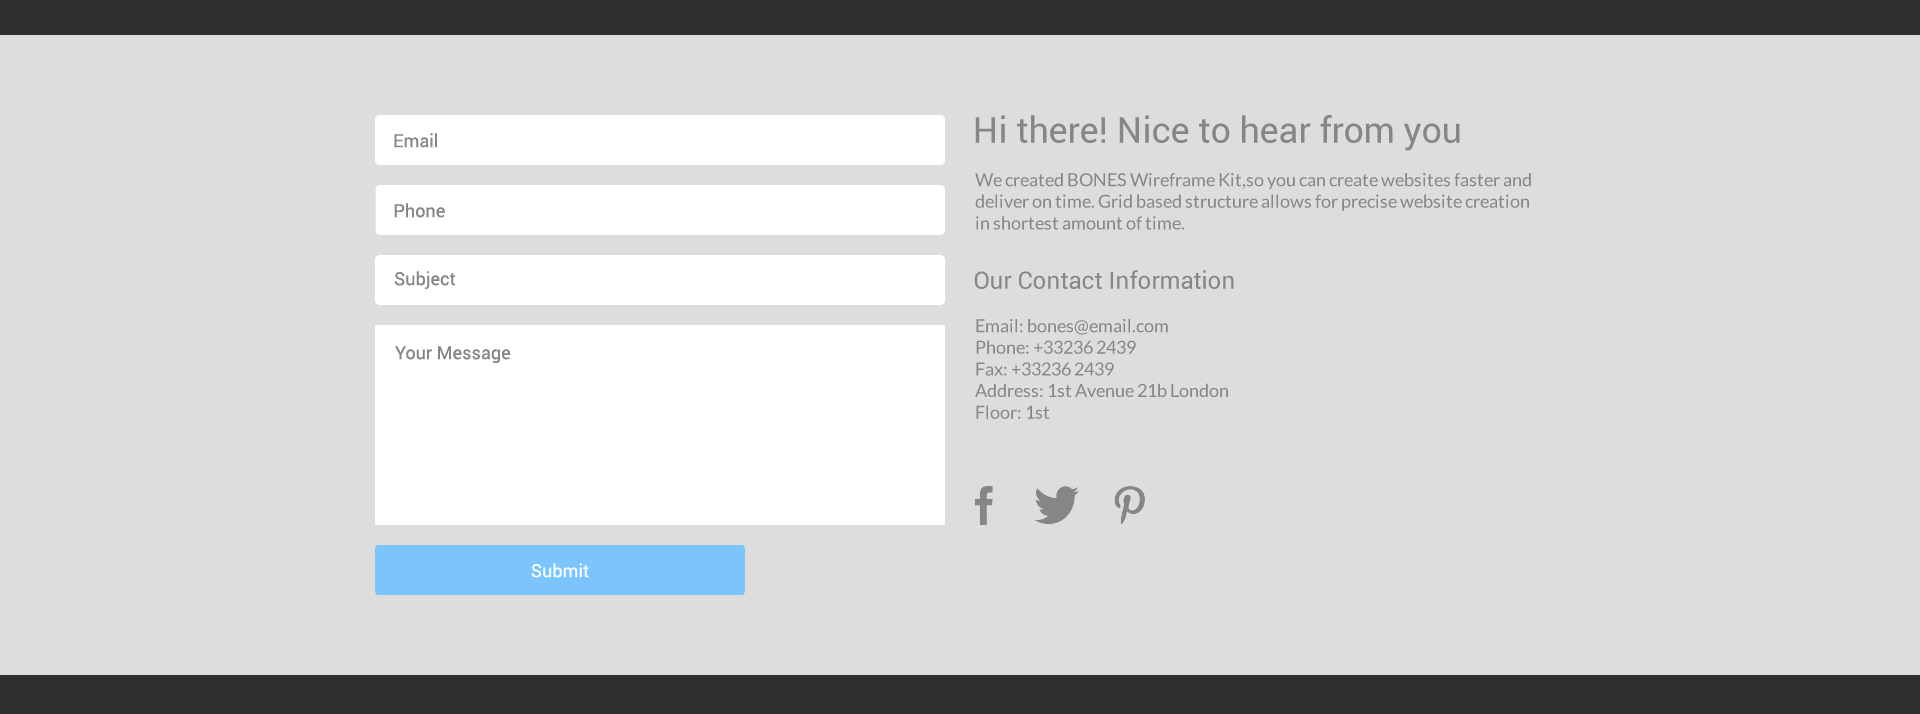 Email
Phone
Subject
Your Message
Submit
Hi there! Nice to hear from you
We created BONES Wireframe Kit,so you can create websites faster and
deliver on time. Grid based structure allows for precise website creation
in shortest amount of time.
Our Contact Information
Email: bones@email.com
Phone: +33236 2439
Fax: +33236 2439
Address: 1st Avenue 21b London
Floor: 1st